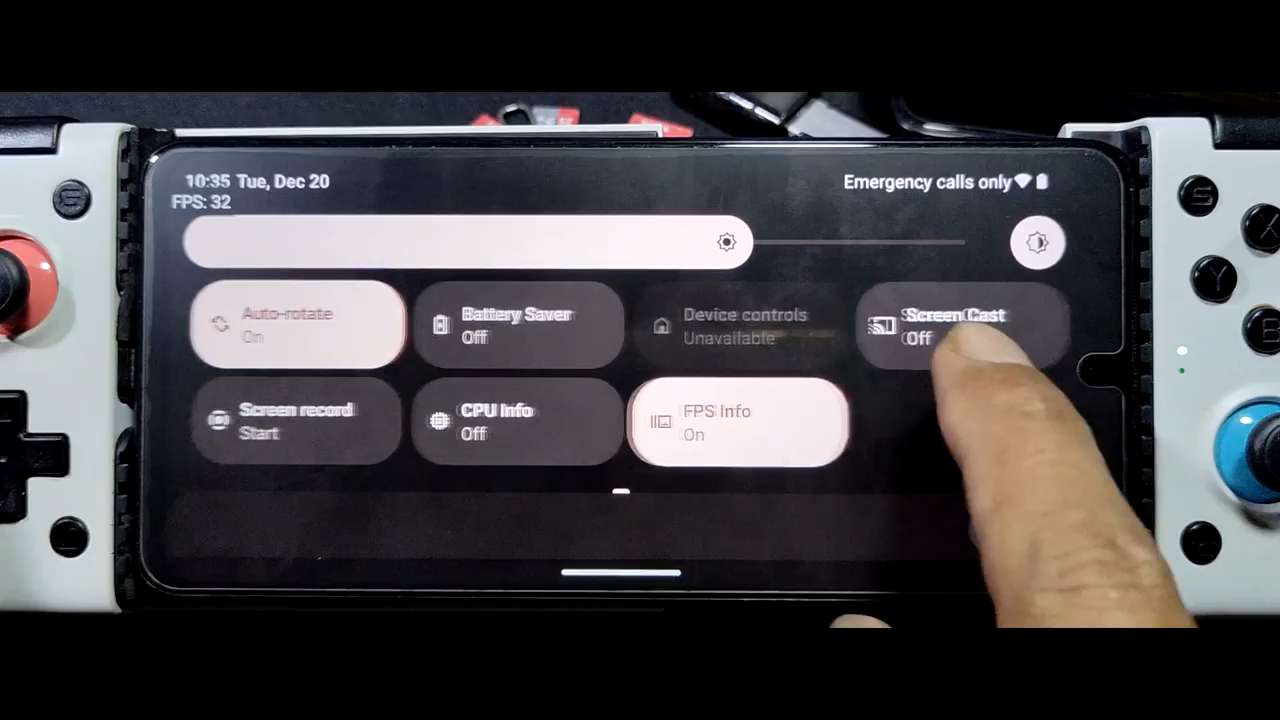 10:35 Tue, Dec 20
Emergency calls only
FPS: 32
Auto-rotate
On
Battery Saver
Off
Device controls
Unavailable
Screen Cast
Off
Screen record
Start
CPU Info
Off
FPS Info
On
S
S
X
Y
B